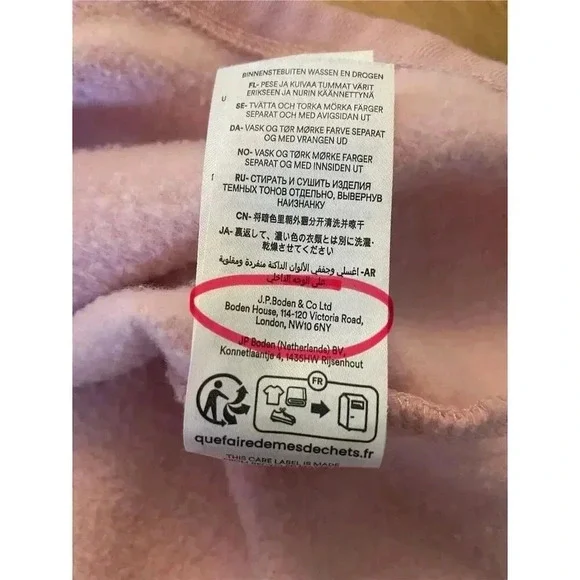 BINNENSTEBUITEN WASSEN EN DROGEN
FL- PESE JA KUIVAA TUMMAT VÄRIT
ERIKSEEN JA NURIN KÄÄNNETTYNÄ
U
SE- TVÄTTA OCH TORKA MÖRKA FÄRGER
SEPARAT OCH MED AVIGSIDAN UT
DA- VASK OG TØR MØRKE FARVE SEPARAT
OG MED VRANGEN UD
NO- VASK OG TØRK MØRKE FARGER
SEPARAT OG MED INNSIDEN UT
1
RU- СТИРАТЬ И СУШИТЬ ИЗДЕЛИЯ
ТЕМНЫХ ТОНОВ ОТДЕЛЬНО, ВЫВЕРНУВ
НАИЗНАНКУ
CN- 将暗色里朝外翻分开清洗并晾干
JA- 裏返して、濃い色の衣類とは別に洗濯・
乾燥させてください
AR- اغسلي وجففي الألوان الداكنة منفردة ومقلوبة
على الوجه الداخلي
J.P.Boden & Co Ltd
Boden House, 114-120 Victoria Road,
London, NW10 6NY
JP Boden (Netherlands) BV,
Konnetlaantje 4, 1435HW Rijsenhout
FR
quefairedemesdechets.fr
THIS CARE LABEL IS MADE